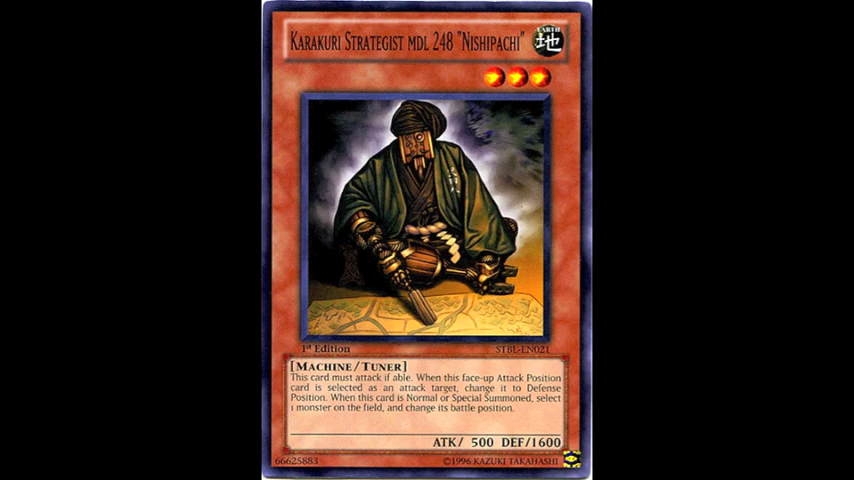 KARAKURI STRATEGIST MDL 248 "NISHIPACHI"
EARTH
地
1st Edition
STBL-EN021
[MACHINE/TUNER]
This card must attack if able. When this face-up Attack Position
card is selected as an attack target, change it to Defense
Position. When this card is Normal or Special Summoned, select
1 monster on the field, and change its battle position.
ATK/ 500 DEF/1600
66625883
©1996 KAZUKI TAKAHASHI